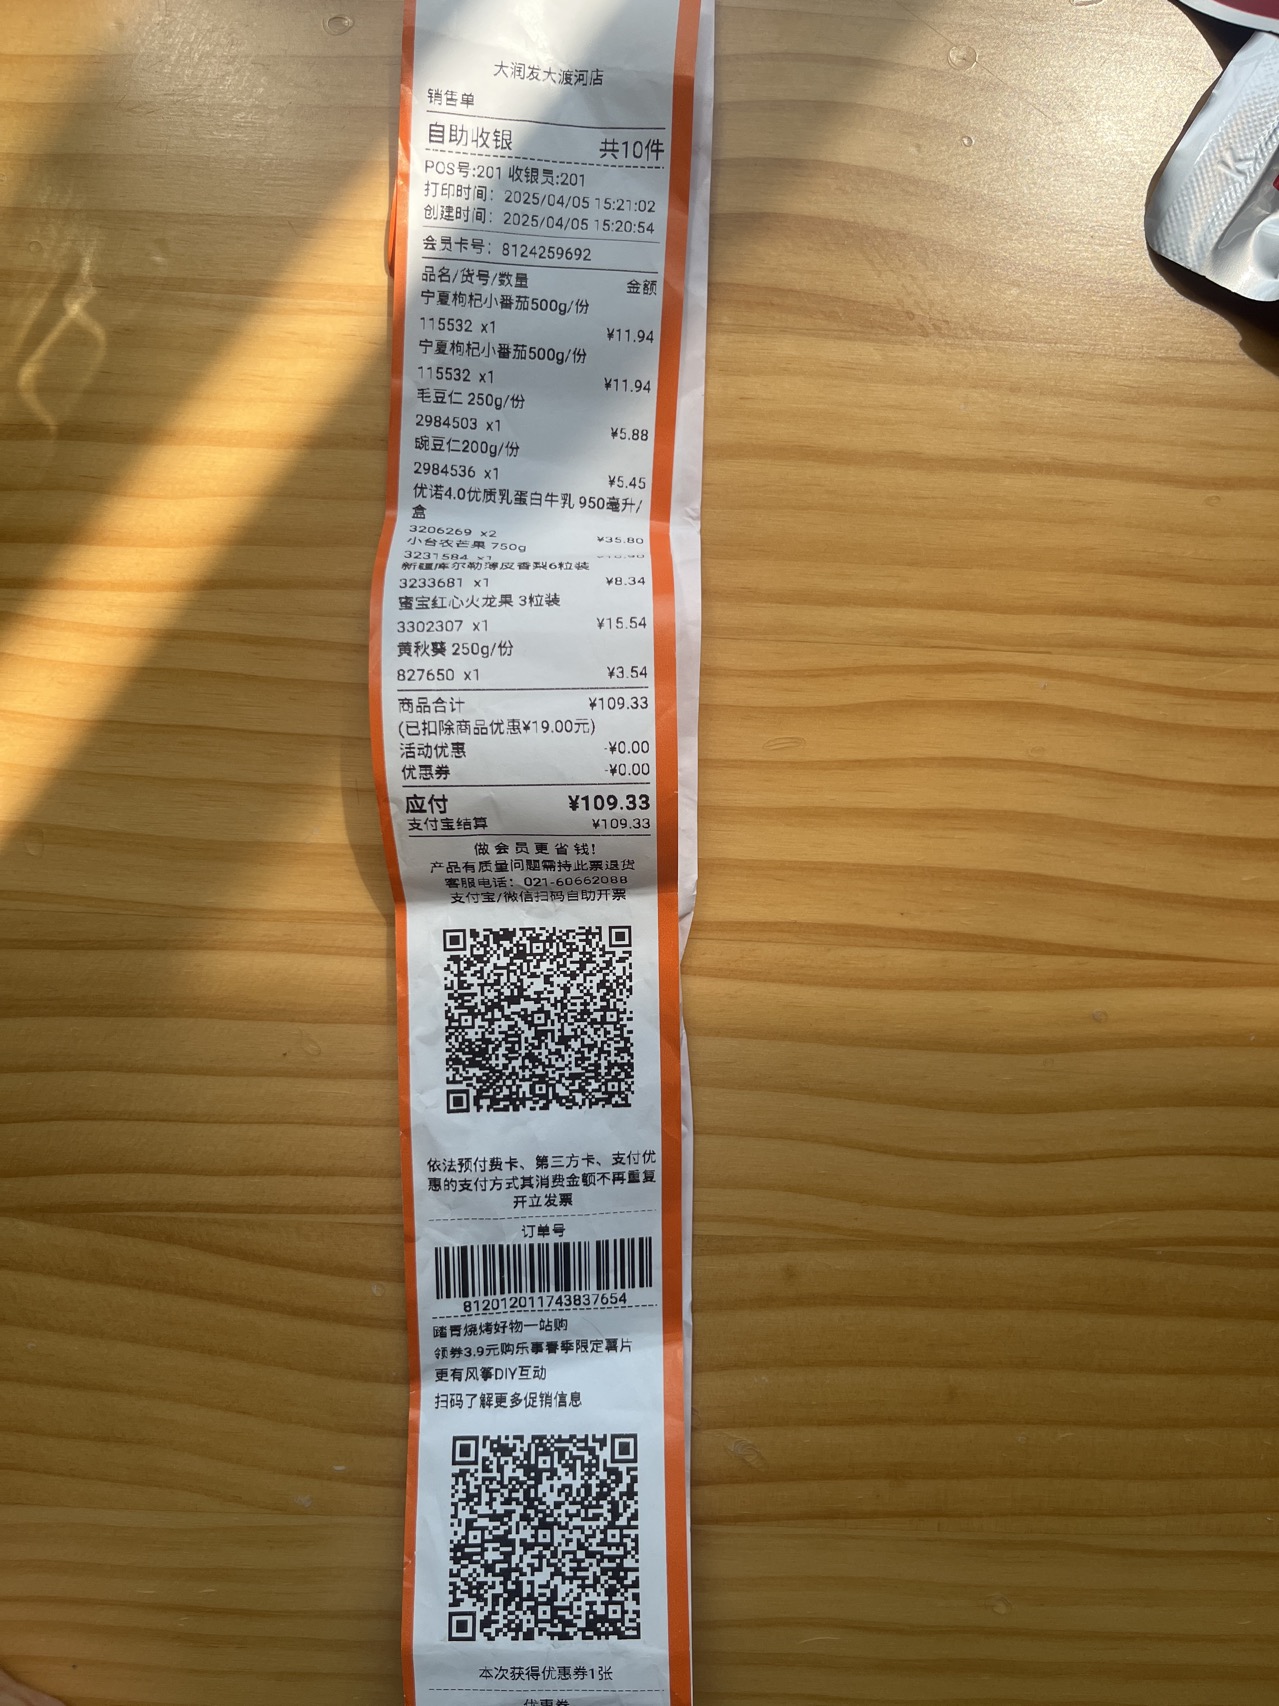 大润发大渡河店
销售单
自助收银 共10件
POS号:201 收银员:201
打印时间: 2025/04/05 15:21:02
创建时间: 2025/04/05 15:20:54
会员卡号: 8124259692
品名/货号/数量 金额
宁夏枸杞小番茄500g/份
115532 x1 ¥11.94
宁夏枸杞小番茄500g/份
115532 x1 ¥11.94
毛豆仁 250g/份
2984503 x1 ¥5.88
豌豆仁200g/份
2984536 x1 ¥5.45
优诺4.0优质乳蛋白牛乳 950毫升/
盒
3206269 x2 ¥35.80
小台农芒果 750g
3231584 x1
新疆库尔勒薄皮香梨6粒装
3233681 x1 ¥8.34
蜜宝红心火龙果 3粒装
3302307 x1 ¥15.54
黄秋葵 250g/份
827650 x1 ¥3.54
商品合计 ¥109.33
(已扣除商品优惠¥19.00元)
活动优惠 -¥0.00
优惠券 -¥0.00
应付 ¥109.33
支付宝结算 ¥109.33
做会员更省钱!
产品有质量问题需持此票退货
客服电话: 021-60662088
支付宝/微信扫码自助开票
依法预付费卡、第三方卡、支付优
惠的支付方式其消费金额不再重复
开立发票
订单号
812012011743837654
踏青烧烤好物一站购
领券3.9元购乐事春季限定薯片
更有风筝DIY互动
扫码了解更多促销信息
本次获得优惠券1张
优惠券